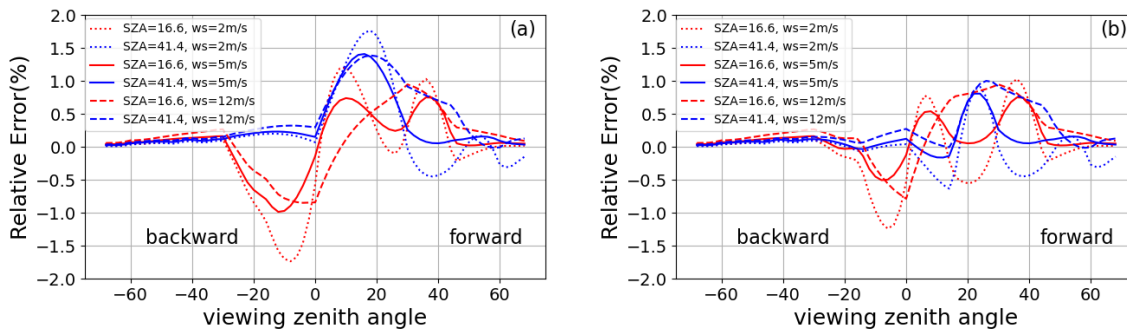 (a)
SZA=16.6, ws=2m/s
SZA=41.4, ws=2m/s
SZA=16.6, ws=5m/s
SZA=41.4, ws=5m/s
SZA=16.6, ws=12m/s
SZA=41.4, ws=12m/s
2.0
1.5
1.0
0.5
0.0
−0.5
−1.0
−1.5
−2.0
Relative Error(%)
backward
forward
−60
−40
−20
0
20
40
60
viewing zenith angle
(b)
SZA=16.6, ws=2m/s
SZA=41.4, ws=2m/s
SZA=16.6, ws=5m/s
SZA=41.4, ws=5m/s
SZA=16.6, ws=12m/s
SZA=41.4, ws=12m/s
2.0
1.5
1.0
0.5
0.0
−0.5
−1.0
−1.5
−2.0
Relative Error(%)
backward
forward
−60
−40
−20
0
20
40
60
viewing zenith angle